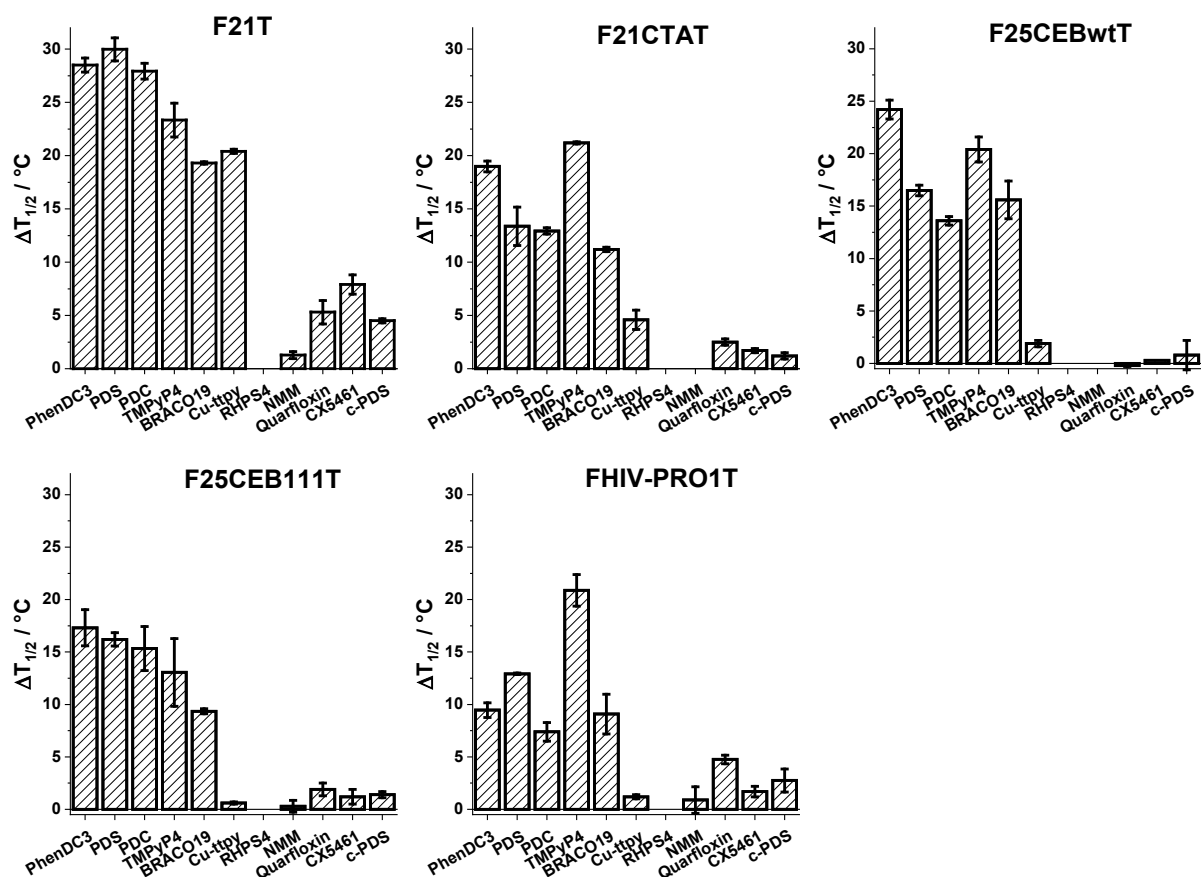 F21T
ΔT1/2 / °C
30
25
20
15
10
5
0
PhenDC3
PDS
PDC
TMPyP4
BRACO19
Cu-ttpy
RHPS4
NMM
Quarfloxin
CX5461
c-PDS
F21CTAT
ΔT1/2 / °C
30
25
20
15
10
5
0
PhenDC3
PDS
PDC
TMPyP4
BRACO19
Cu-ttpy
RHPS4
NMM
Quarfloxin
CX5461
c-PDS
F25CEBwtT
ΔT1/2 / °C
30
25
20
15
10
5
0
PhenDC3
PDS
PDC
TMPyP4
BRACO19
Cu-ttpy
RHPS4
NMM
Quarfloxin
CX5461
c-PDS
F25CEB111T
ΔT1/2 / °C
30
25
20
15
10
5
0
PhenDC3
PDS
PDC
TMPyP4
BRACO19
Cu-ttpy
RHPS4
NMM
Quarfloxin
CX5461
c-PDS
FHIV-PRO1T
ΔT1/2 / °C
30
25
20
15
10
5
0
PhenDC3
PDS
PDC
TMPyP4
BRACO19
Cu-ttpy
RHPS4
NMM
Quarfloxin
CX5461
c-PDS